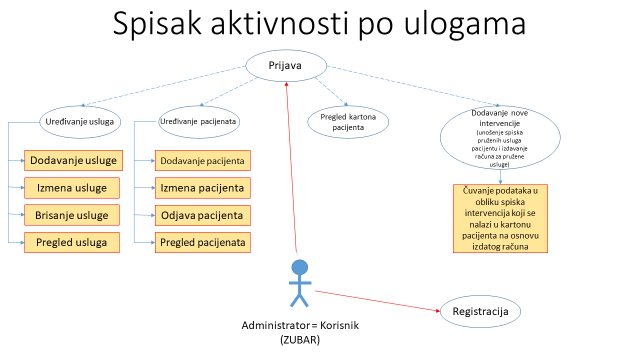 Spisak aktivnosti po ulogama
Prijava
Uređivanje usluga
Uređivanje pacijenata
Pregled kartona
pacijenta
Dodavanje nove
intervencije
(unošenje spiska
pruženih usluga
pacijentu i izdavanje
računa za pružene
usluge)
Dodavanje usluge
Izmena usluge
Brisanje usluge
Pregled usluga
Dodavanje pacijenta
Izmena pacijenta
Odjava pacijenta
Pregled pacijenata
Čuvanje podataka u
obliku spiska
intervencija koji se
nalazi u kartonu
pacijenta na osnovu
izdatog računa
Administrator = Korisnik
(ZUBAR)
Registracija